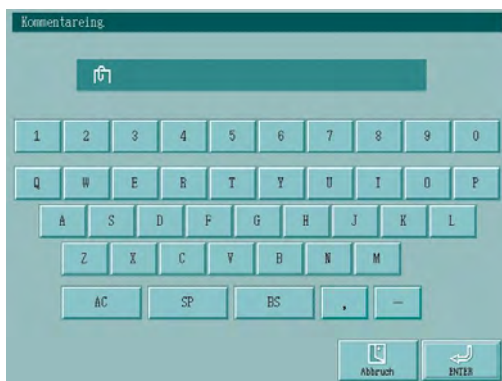 Kommentareing.
1 2 3 4 5 6 7 8 9 0
Q W E R T Y U I O P
A S D F G H J K L
Z X C V B N M
AC SP BS , —
Abbruch ENTER